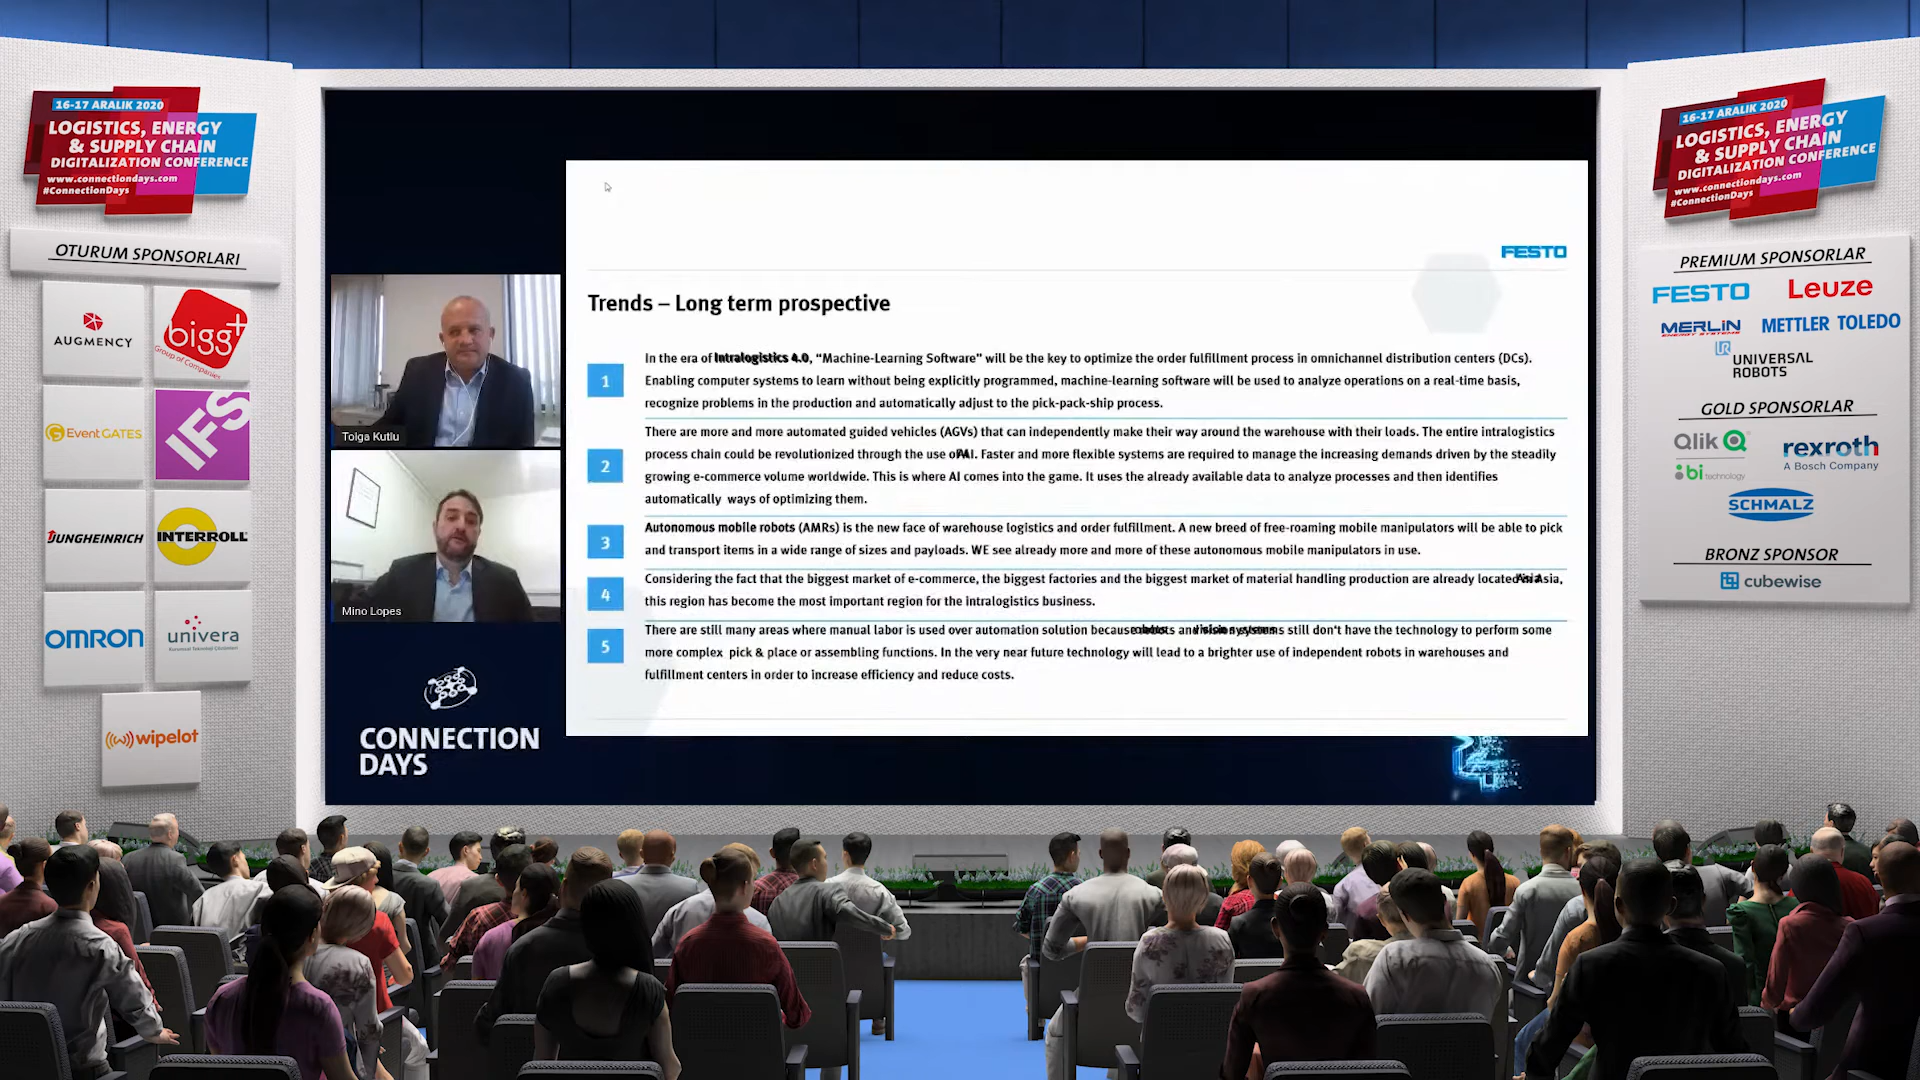 16-17 ARALIK 2020
LOGISTICS, ENERGY
& SUPPLY CHAIN
DIGITALIZATION CONFERENCE
www.connectiondays.com
#ConnectionDays
OTURUM SPONSORLARI
AUGMENCY
bigg+
Group of Companies
EventGATES
IFS
JUNGHEINRICH
INTERROLL
OMRON
univera
wipelot
Tolga Kutlu
Mino Lopes
CONNECTION
DAYS
FESTO
Trends – Long term prospective
1
In the era of Intralogistics 4.0, “Machine-Learning Software” will be the key to optimize the order fulfillment process in omnichannel distribution centers (DCs).
Enabling computer systems to learn without being explicitly programmed, machine-learning software will be used to analyze operations on a real-time basis,
recognize problems in the production and automatically adjust to the pick-pack-ship process.
2
There are more and more automated guided vehicles (AGVs) that can independently make their way around the warehouse with their loads. The entire intralogistics
process chain could be revolutionized through the use of AI. Faster and more flexible systems are required to manage the increasing demands driven by the steadily
growing e-commerce volume worldwide. This is where AI comes into the game. It uses the already available data to analyze processes and then identifies
automatically ways of optimizing them.
3
Autonomous mobile robots (AMRs) is the new face of warehouse logistics and order fulfillment. A new breed of free-roaming mobile manipulators will be able to pick
and transport items in a wide range of sizes and payloads. WE see already more and more of these autonomous mobile manipulators in use.
4
Considering the fact that the biggest market of e-commerce, the biggest factories and the biggest market of material handling production are already located in Asia,
this region has become the most important region for the intralogistics business.
5
There are still many areas where manual labor is used over automation solution because robots and vision systems still don't have the technology to perform some
more complex pick & place or assembling functions. In the very near future technology will lead to a brighter use of independent robots in warehouses and
fulfillment centers in order to increase efficiency and reduce costs.
16-17 ARALIK 2020
LOGISTICS, ENERGY
& SUPPLY CHAIN
DIGITALIZATION CONFERENCE
www.connectiondays.com
#ConnectionDays
PREMIUM SPONSORLAR
FESTO
Leuze
MERLIN
ENERGY SYSTEMS
METTLER TOLEDO
UR
UNIVERSAL
ROBOTS
GOLD SPONSORLAR
Qlik
bi technology
rexroth
A Bosch Company
SCHMALZ
BRONZ SPONSOR
cubewise